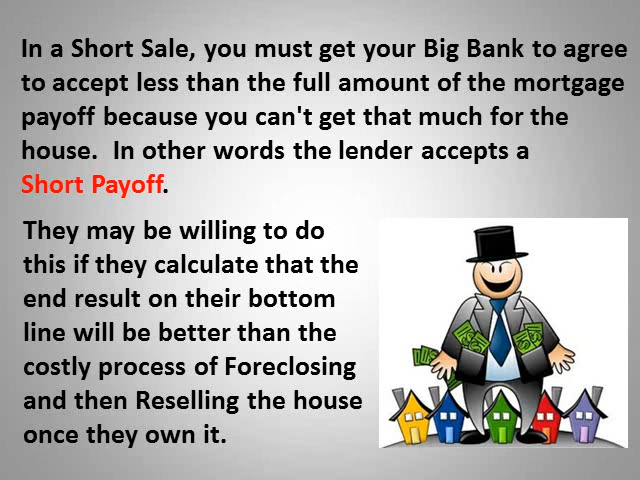 In a Short Sale, you must get your Big Bank to agree
to accept less than the full amount of the mortgage
payoff because you can't get that much for the
house.  In other words the lender accepts a
Short Payoff.
They may be willing to do
this if they calculate that the
end result on their bottom
line will be better than the
costly process of Foreclosing
and then Reselling the house
once they own it.